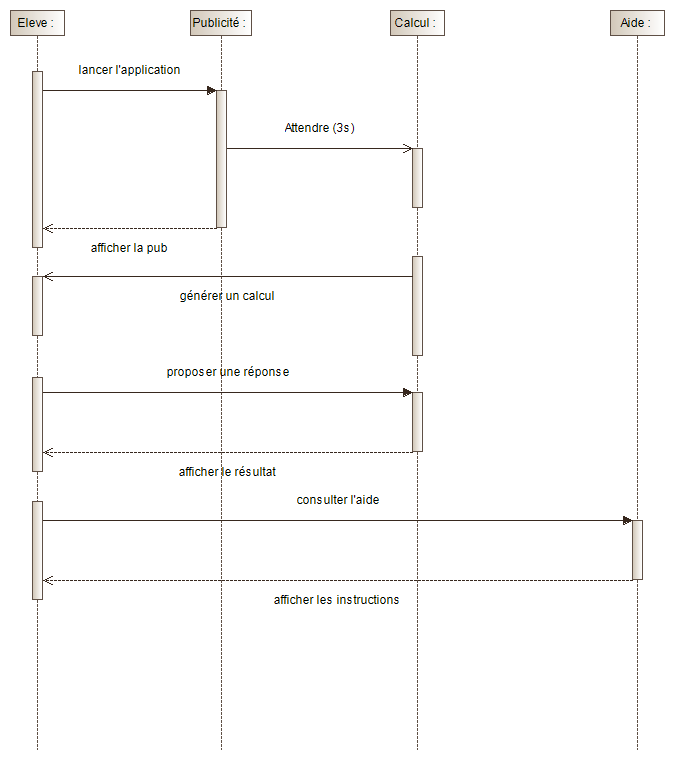 Eleve :
Publicité :
Calcul :
Aide :
lancer l'application
Attendre (3s)
afficher la pub
générer un calcul
proposer une réponse
afficher le résultat
consulter l'aide
afficher les instructions